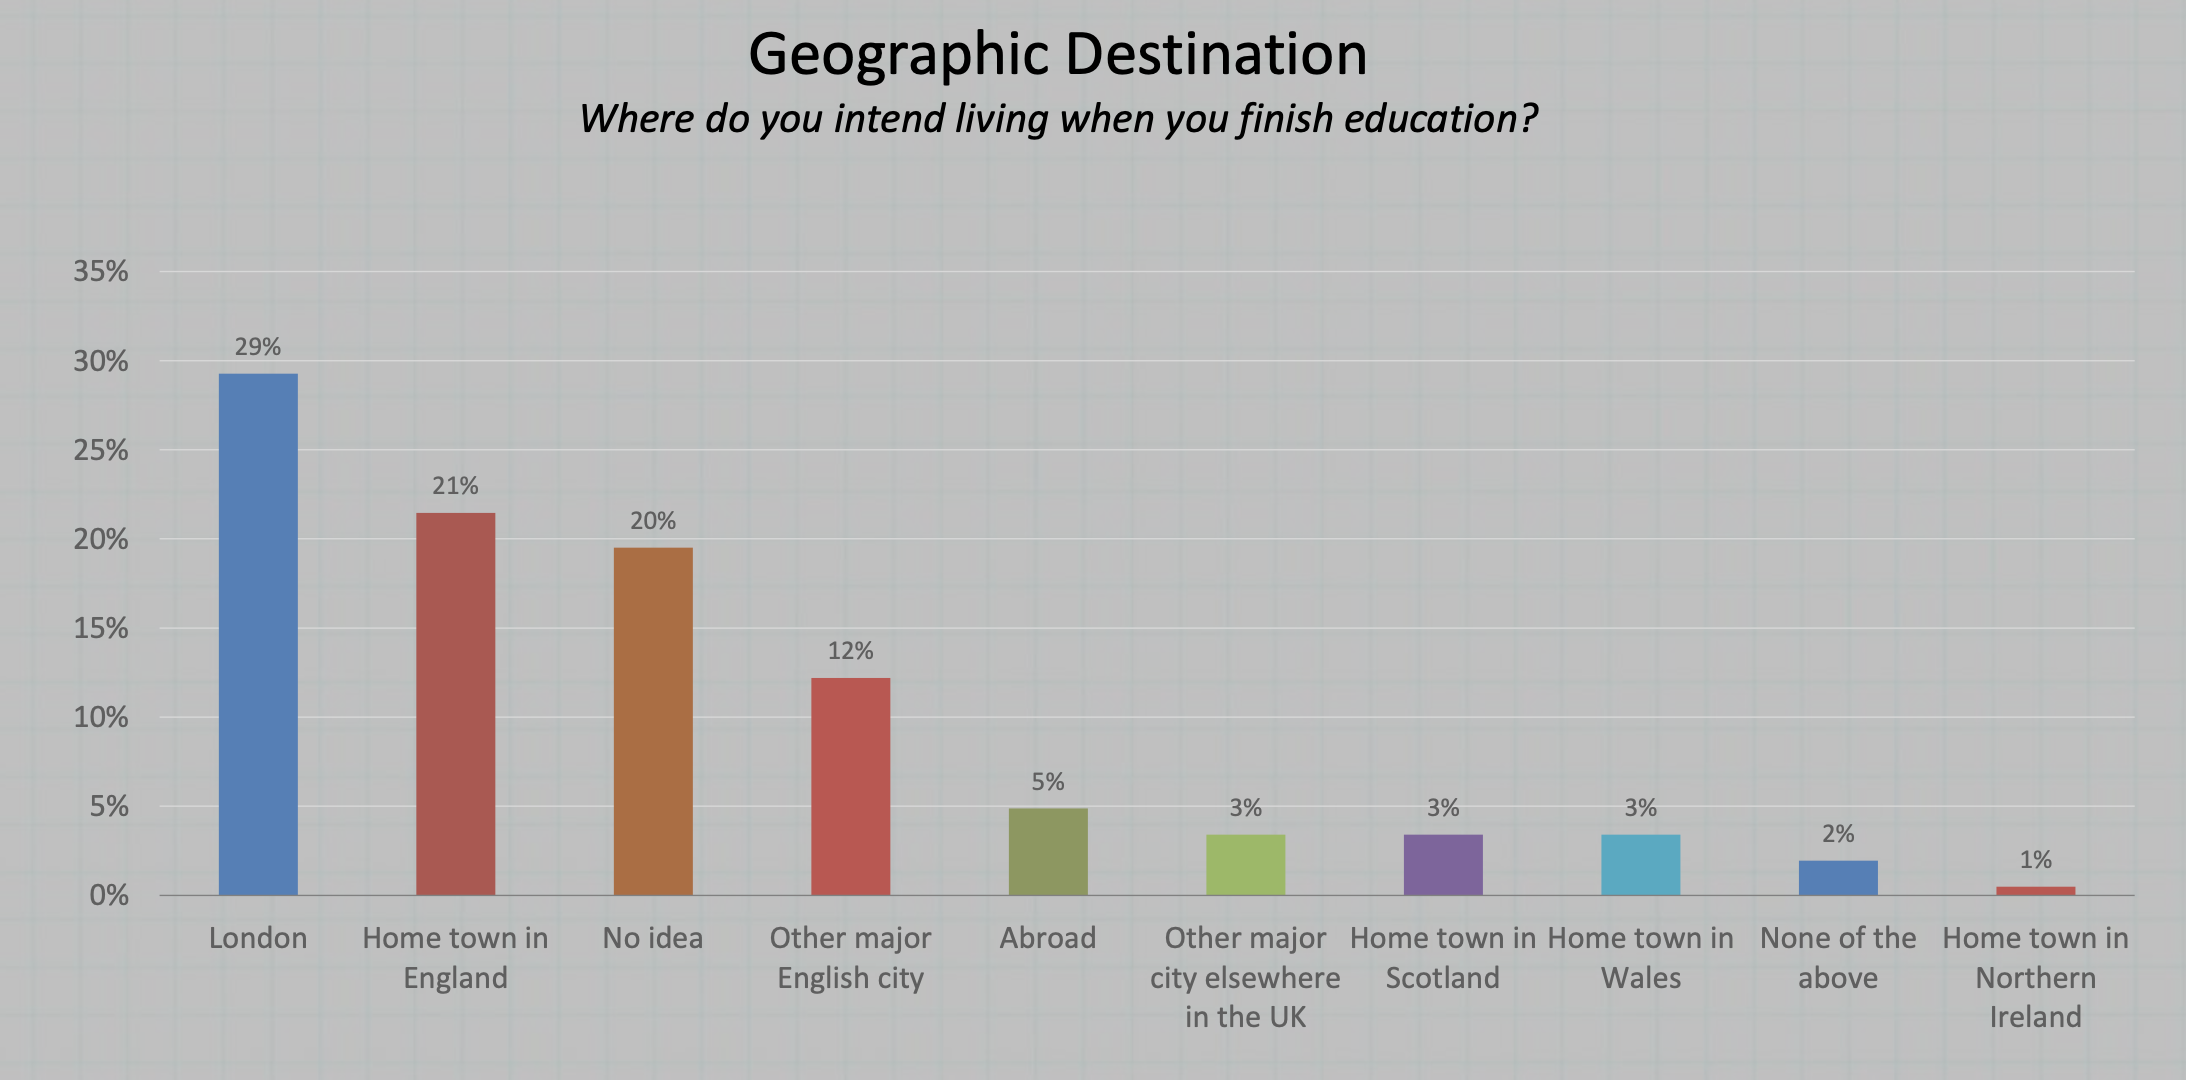 Geographic Destination
Where do you intend living when you finish education?
35%
30%
25%
20%
15%
10%
5%
0%
29%
21%
20%
12%
5%
3%
3%
3%
2%
1%
London
Home town in
England
No idea
Other major
English city
Abroad
Other major
city elsewhere
in the UK
Home town in
Scotland
Home town in
Wales
None of the
above
Home town in
Northern
Ireland